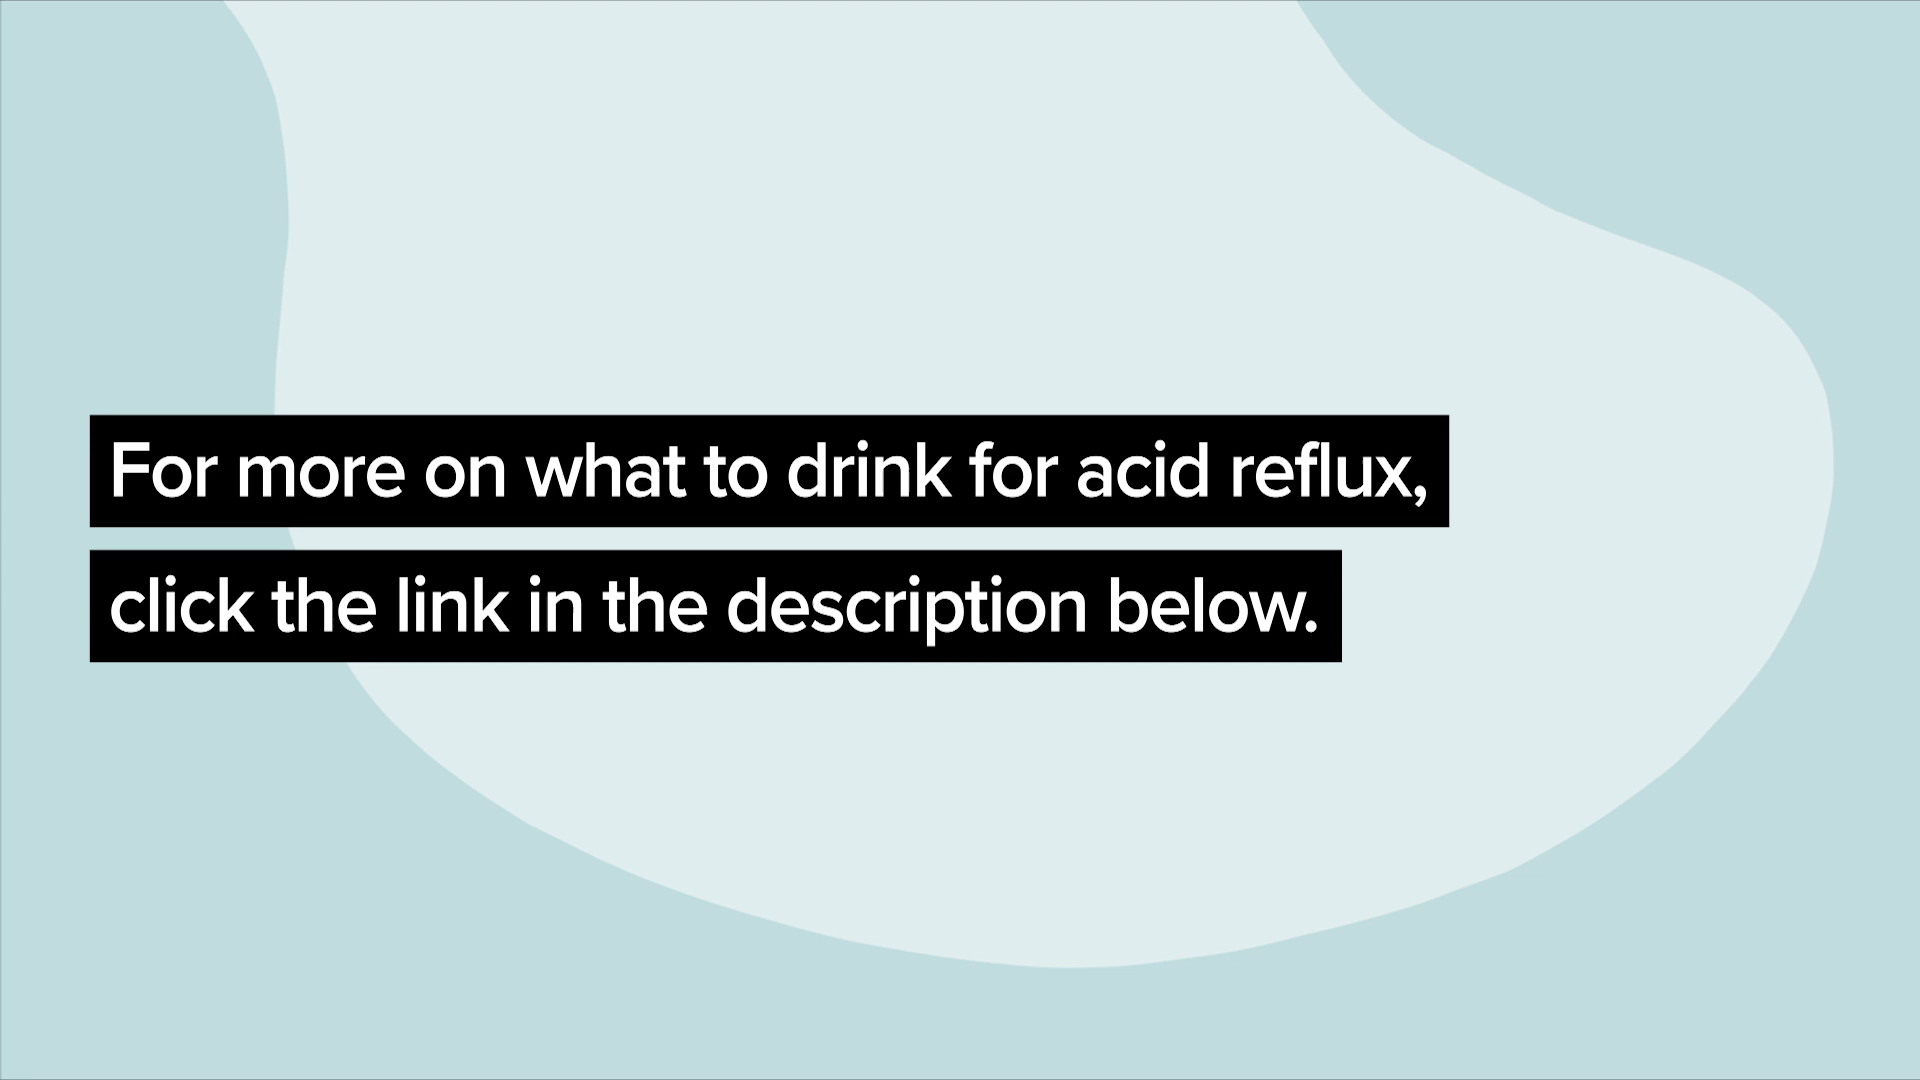 For more on what to drink for acid reflux,
click the link in the description below.